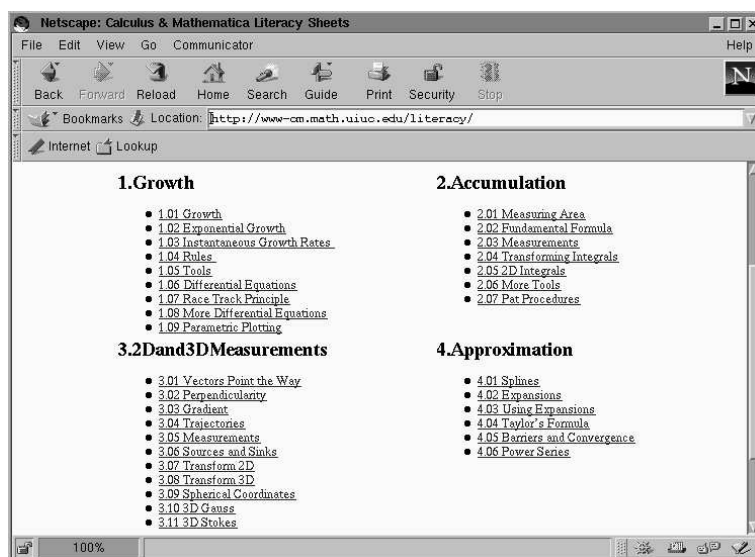 Netscape: Calculus & Mathematica Literacy Sheets
File Edit View Go Communicator Help
Back Forward Reload Home Search Guide Print Security Stop N
Bookmarks Location: http://www-cm.math.uiuc.edu/literacy/
Internet Lookup
1.Growth
1.01 Growth
1.02 Exponential Growth
1.03 Instantaneous Growth Rates
1.04 Rules
1.05 Tools
1.06 Differential Equations
1.07 Race Track Principle
1.08 More Differential Equations
1.09 Parametric Plotting
2.Accumulation
2.01 Measuring Area
2.02 Fundamental Formula
2.03 Measurements
2.04 Transforming Integrals
2.05 2D Integrals
2.06 More Tools
2.07 Pat Procedures
3.2Dand3DMeasurements
3.01 Vectors Point the Way
3.02 Perpendicularity
3.03 Gradient
3.04 Trajectories
3.05 Measurements
3.06 Sources and Sinks
3.07 Transform 2D
3.08 Transform 3D
3.09 Spherical Coordinates
3.10 3D Gauss
3.11 3D Stokes
4.Approximation
4.01 Splines
4.02 Expansions
4.03 Using Expansions
4.04 Taylor's Formula
4.05 Barriers and Convergence
4.06 Power Series
100%